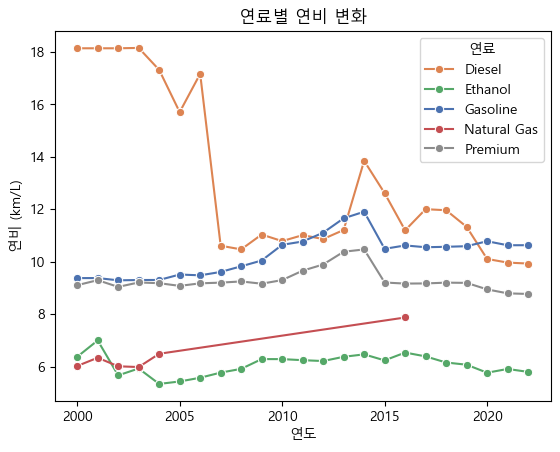 연료별 연비 변화
연료
Diesel
Ethanol
Gasoline
Natural Gas
Premium
연비 (km/L)
18
16
14
12
10
8
6
2000
2005
2010
2015
2020
연도